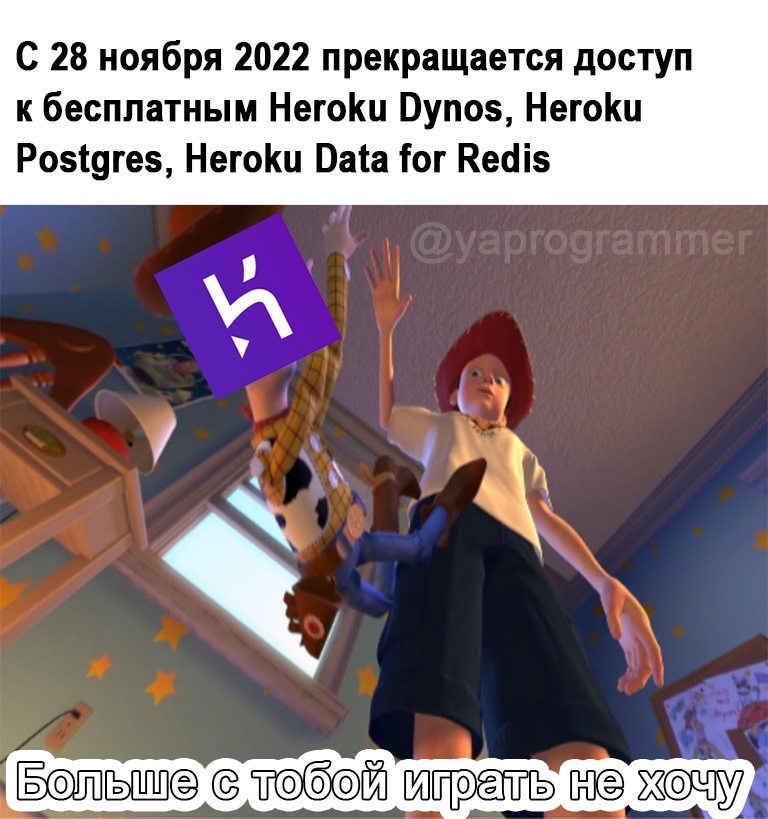 С 28 ноября 2022 прекращается доступ
к бесплатным Heroku Dynos, Heroku
Postgres, Heroku Data for Redis
@yaprogrammer
Больше с тобой играть не хочу